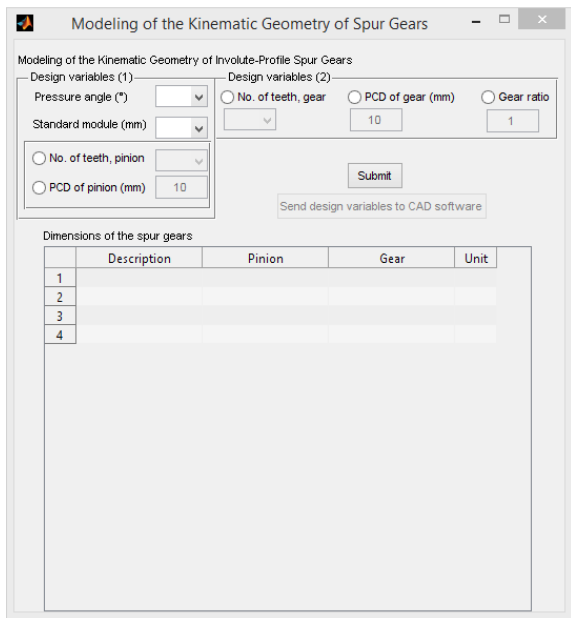 Modeling of the Kinematic Geometry of Spur Gears
Modeling of the Kinematic Geometry of Involute-Profile Spur Gears
Design variables (1)
Pressure angle (°)
Standard module (mm)
No. of teeth, pinion
PCD of pinion (mm) 10
Design variables (2)
No. of teeth, gear PCD of gear (mm) Gear ratio
10 1
Submit
Send design variables to CAD software
Dimensions of the spur gears
Description Pinion Gear Unit
1
2
3
4